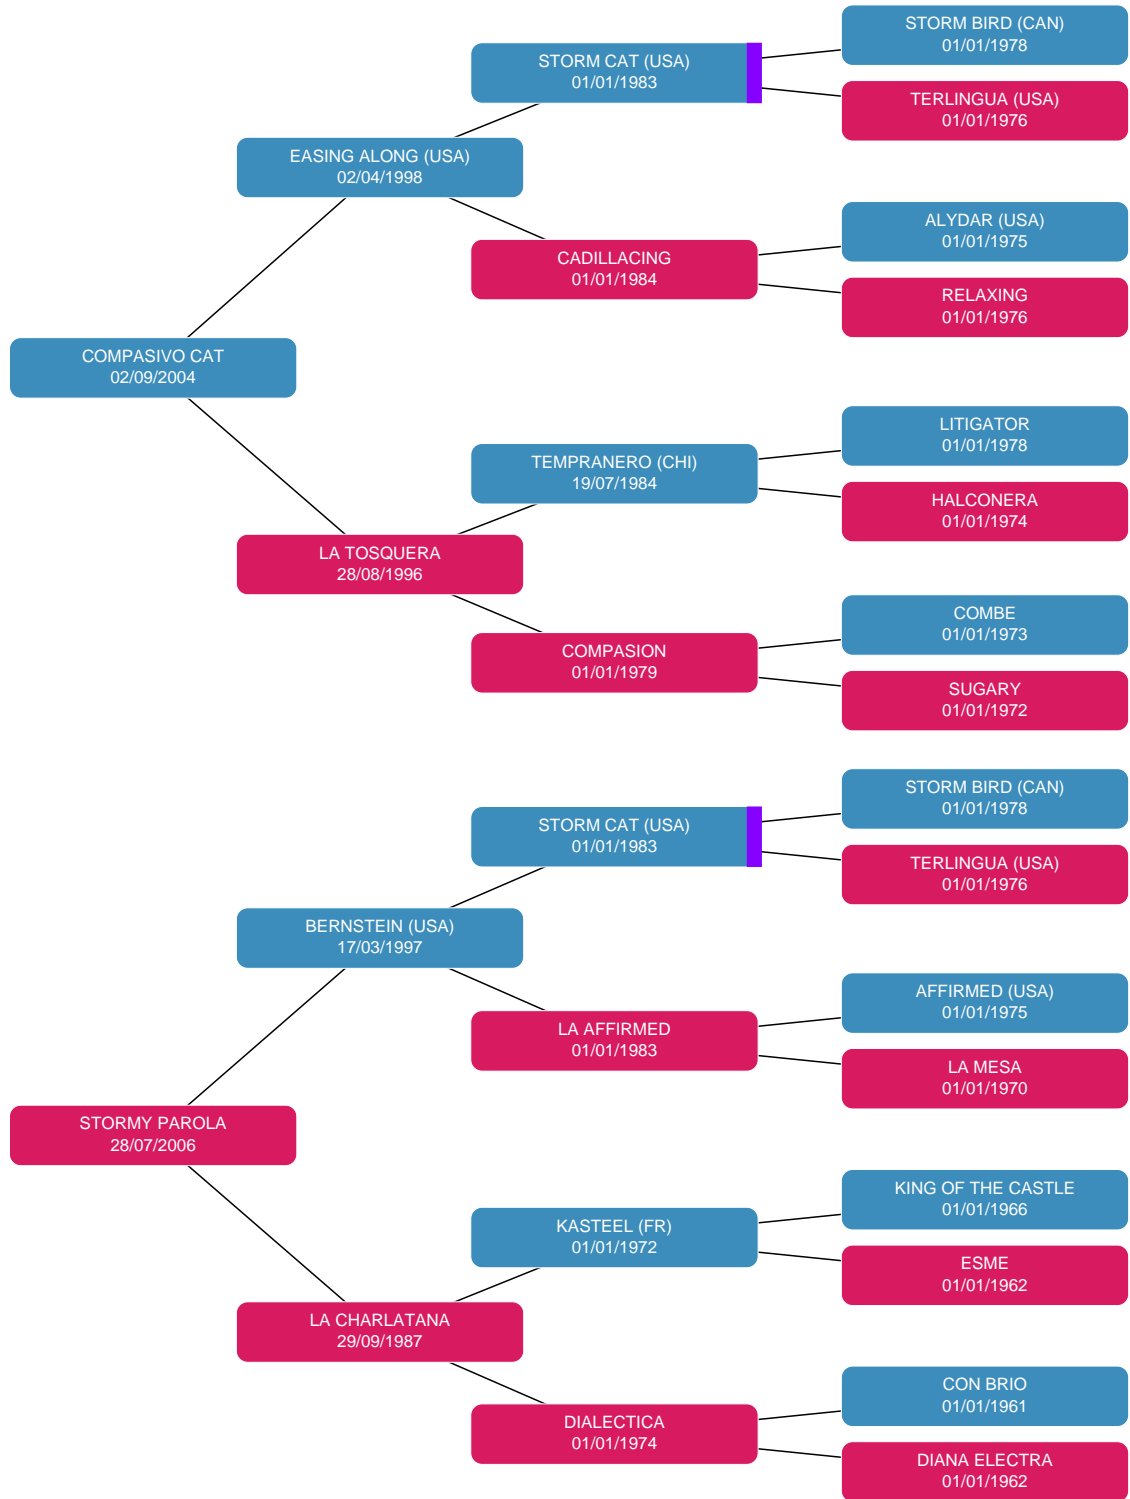 STORM BIRD (CAN)
01/01/1978
STORM CAT (USA)
01/01/1983
TERLINGUA (USA)
01/01/1976
EASING ALONG (USA)
02/04/1998
ALYDAR (USA)
01/01/1975
CADILLACING
01/01/1984
RELAXING
01/01/1976
COMPASIVO CAT
02/09/2004
LITIGATOR
01/01/1978
TEMPRANERO (CHI)
19/07/1984
HALCONERA
01/01/1974
LA TOSQUERA
28/08/1996
COMBE
01/01/1973
COMPASION
01/01/1979
SUGARY
01/01/1972
STORM BIRD (CAN)
01/01/1978
STORM CAT (USA)
01/01/1983
TERLINGUA (USA)
01/01/1976
BERNSTEIN (USA)
17/03/1997
AFFIRMED (USA)
01/01/1975
LA AFFIRMED
01/01/1983
LA MESA
01/01/1970
STORMY PAROLA
28/07/2006
KING OF THE CASTLE
01/01/1966
KASTEEL (FR)
01/01/1972
ESME
01/01/1962
LA CHARLATANA
29/09/1987
CON BRIO
01/01/1961
DIALECTICA
01/01/1974
DIANA ELECTRA
01/01/1962